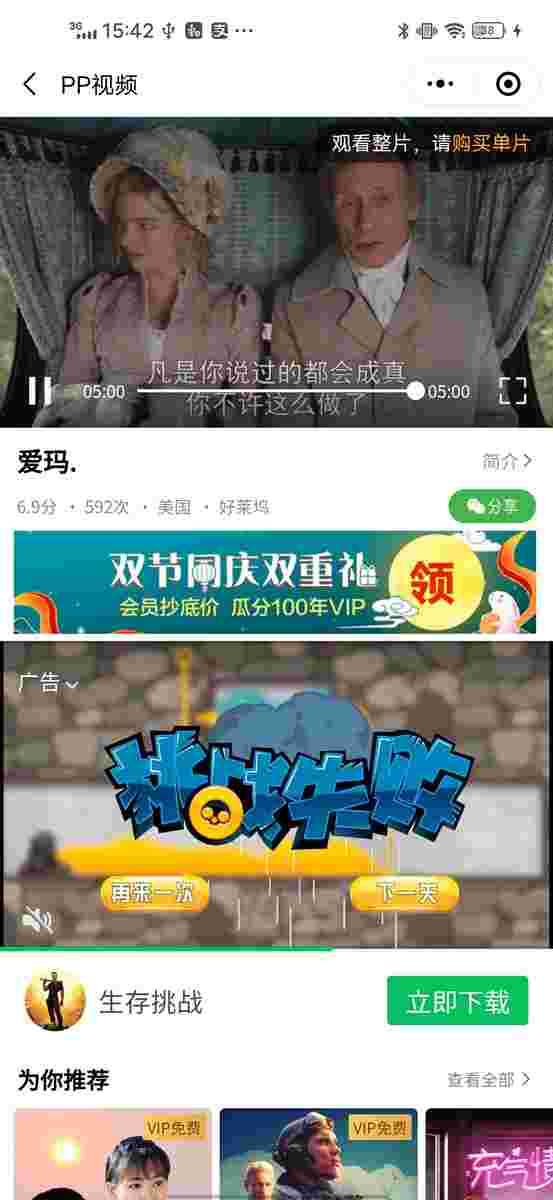 3G 15:42 支 ...
PP视频
观看整片，请购买单片
凡是你说过的都会成真
05:00 05:00
你不许这么做了
爱玛.
简介
6.9分 · 592次 · 美国 · 好莱坞
分享
双节同庆双重礼
会员抄底价 瓜分100年VIP
领
广告
挑战失败
再来一次
下一关
生存挑战
立即下载
为你推荐
查看全部
VIP免费
VIP免费
充气情